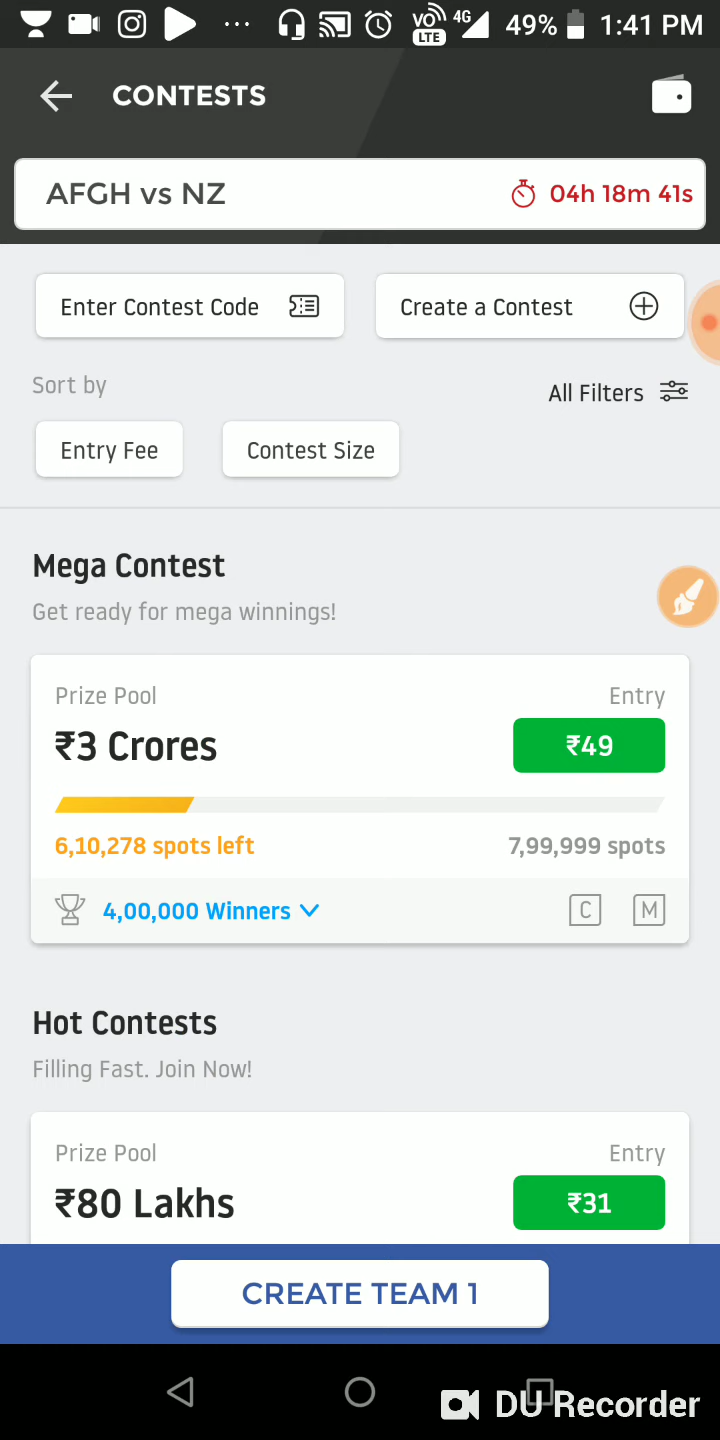 VO LTE 4G 49% 1:41 PM
CONTESTS
AFGH vs NZ 04h 18m 41s
Enter Contest Code Create a Contest
Sort by All Filters
Entry Fee Contest Size
Mega Contest
Get ready for mega winnings!
Prize Pool Entry
₹3 Crores ₹49
6,10,278 spots left 7,99,999 spots
4,00,000 Winners C M
Hot Contests
Filling Fast. Join Now!
Prize Pool Entry
₹80 Lakhs ₹31
CREATE TEAM 1
DU Recorder